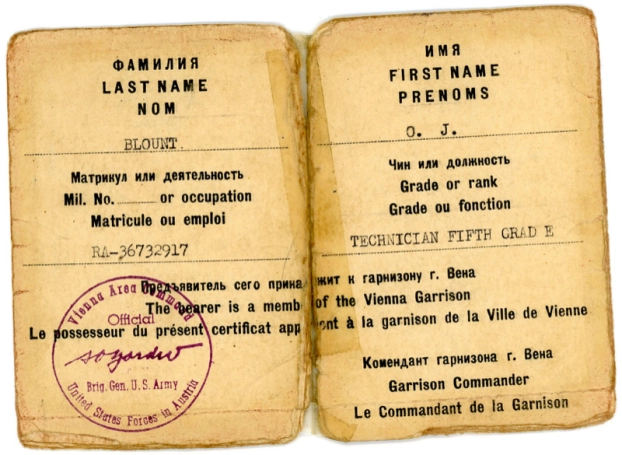 ФАМИЛИЯ
LAST NAME
NOM
BLOUNT
Матрикул или деятельность
Mil. No. or occupation
Matricule ou emploi
RA-36732917
Предъявитель сего прина
The bearer is a memb
Le possesseur du présent certificat app
Vienna Area Command
Official
Brig. Gen. U.S. Army
United States Forces in Austria
ИМЯ
FIRST NAME
PRENOMS
O. J.
Чин или должность
Grade or rank
Grade ou fonction
TECHNICIAN FIFTH GRAD E
жит к гарнизону г. Вена
of the Vienna Garrison
ent à la garnison de la Ville de Vienne
Комендант гарнизона г. Вена
Garrison Commander
Le Commandant de la Garnison